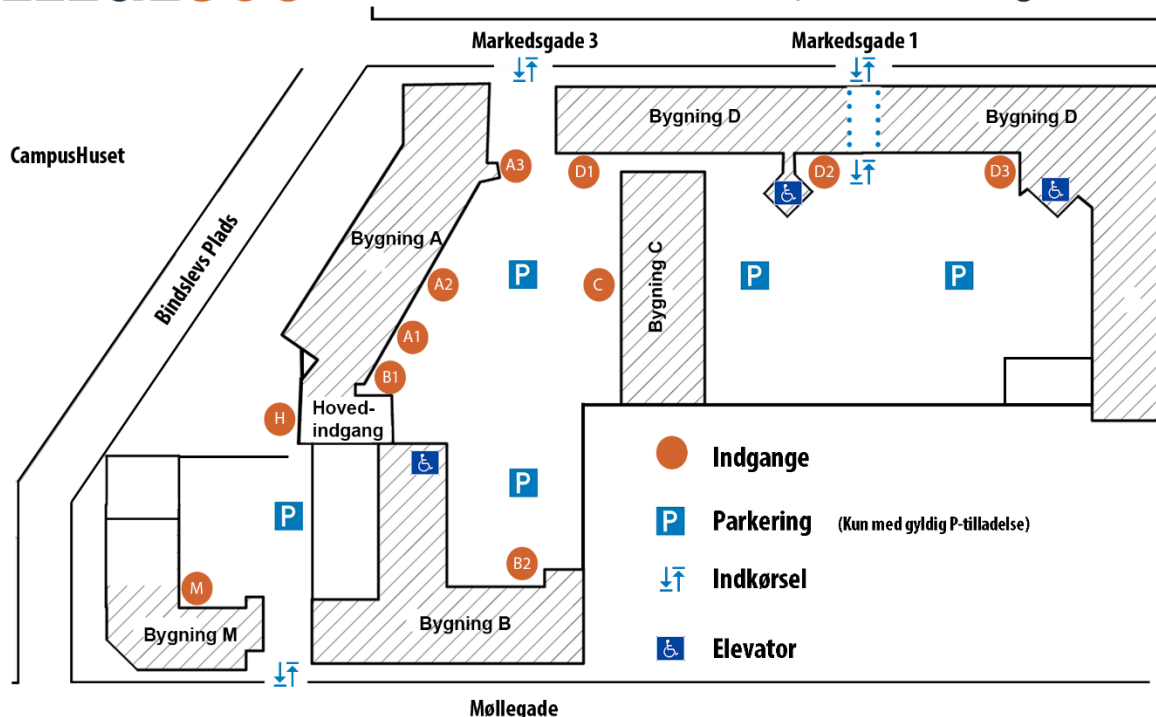 Markedsgade 3
Markedsgade 1
Bygning D
Bygning D
CampusHuset
A3
D1
D2
D3
Bindslevs Plads
Bygning A
Bygning C
P
P
P
A2
C
A1
B1
H
Hoved-
indgang
P
P
B2
M
Bygning M
Bygning B
Møllegade
Indgange
P Parkering (Kun med gyldig P-tilladelse)
Indkørsel
Elevator